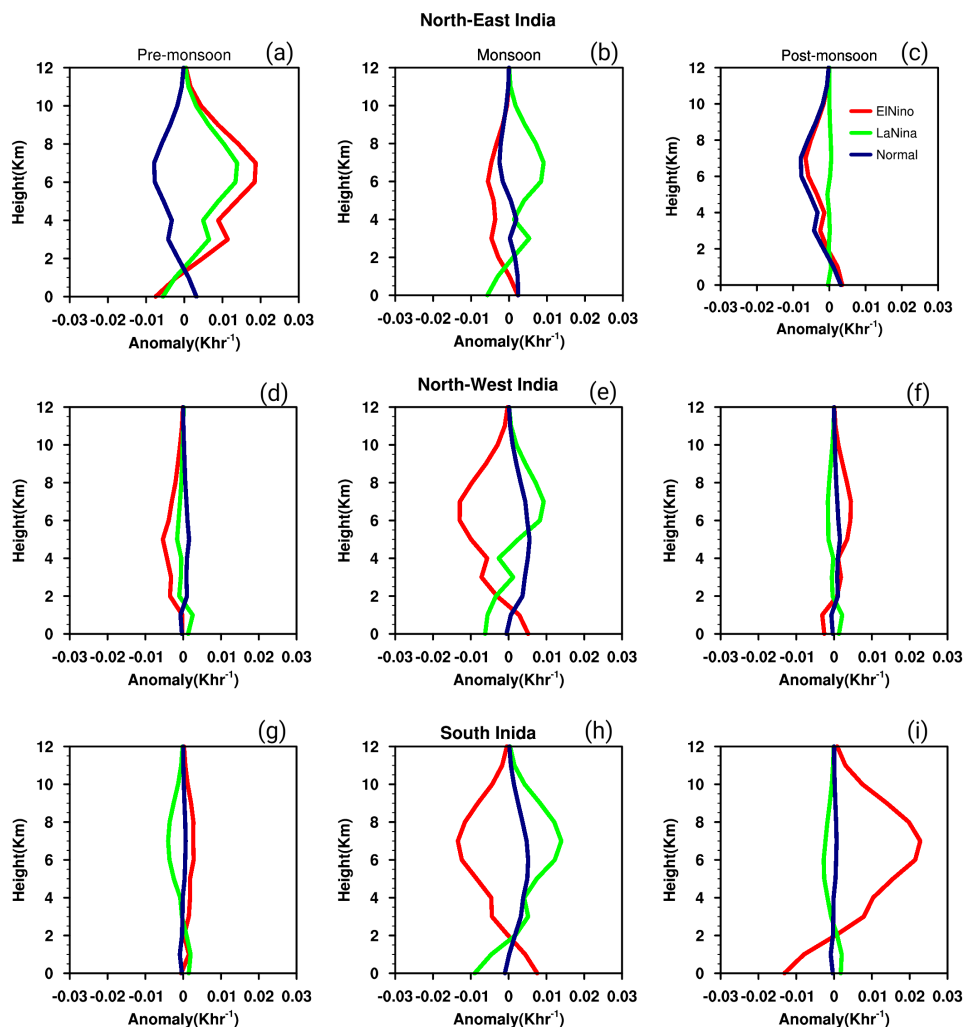 North-East India
Pre-monsoon (a)
Monsoon (b)
Post-monsoon (c)
12
10
8
6
4
2
0
Height(Km)
-0.03 -0.02 -0.01 0 0.01 0.02 0.03
Anomaly(Khr-1)
12
10
8
6
4
2
0
Height(Km)
-0.03 -0.02 -0.01 0 0.01 0.02 0.03
Anomaly(Khr-1)
12
10
8
6
4
2
0
Height(Km)
ElNino
LaNina
Normal
-0.03 -0.02 -0.01 0 0.01 0.02 0.03
Anomaly(Khr-1)
North-West India
(d)
(e)
(f)
12
10
8
6
4
2
0
Height(Km)
-0.03 -0.02 -0.01 0 0.01 0.02 0.03
Anomaly(Khr-1)
12
10
8
6
4
2
0
Height(Km)
-0.03 -0.02 -0.01 0 0.01 0.02 0.03
Anomaly(Khr-1)
12
10
8
6
4
2
0
Height(Km)
-0.03 -0.02 -0.01 0 0.01 0.02 0.03
Anomaly(Khr-1)
South Inida
(g)
(h)
(i)
12
10
8
6
4
2
0
Height(Km)
-0.03 -0.02 -0.01 0 0.01 0.02 0.03
Anomaly(Khr-1)
12
10
8
6
4
2
0
Height(Km)
-0.03 -0.02 -0.01 0 0.01 0.02 0.03
Anomaly(Khr-1)
12
10
8
6
4
2
0
Height(Km)
-0.03 -0.02 -0.01 0 0.01 0.02 0.03
Anomaly(Khr-1)